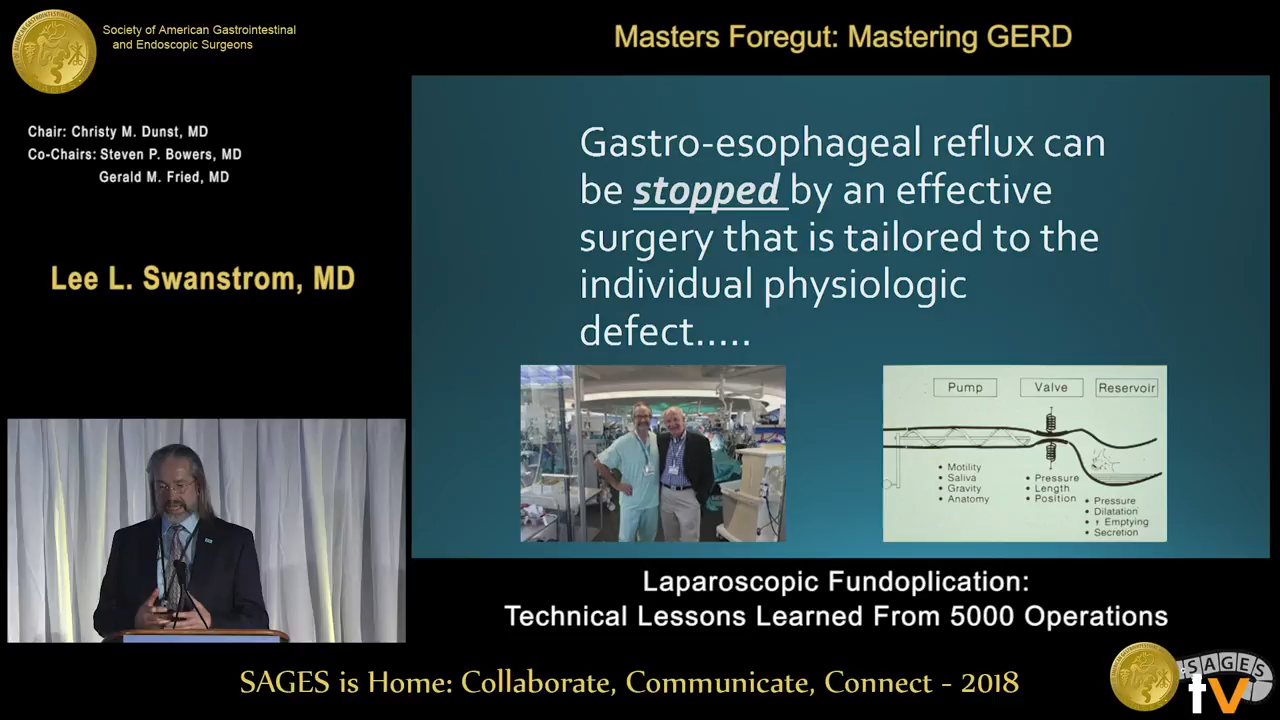 Society of American Gastrointestinal
and Endoscopic Surgeons
Masters Foregut: Mastering GERD
Chair: Christy M. Dunst, MD
Co-Chairs: Steven P. Bowers, MD
Gerald M. Fried, MD
Lee L. Swanstrom, MD
Gastro-esophageal reflux can
be stopped by an effective
surgery that is tailored to the
individual physiologic
defect.....
Pump
Valve
Reservoir
• Motility
• Saliva
• Gravity
• Anatomy
• Pressure
• Length
• Position
• Pressure
• Dilatation
• Emptying
• Secretion
Laparoscopic Fundoplication:
Technical Lessons Learned From 5000 Operations
SAGES is Home: Collaborate, Communicate, Connect - 2018
SAGES
tv